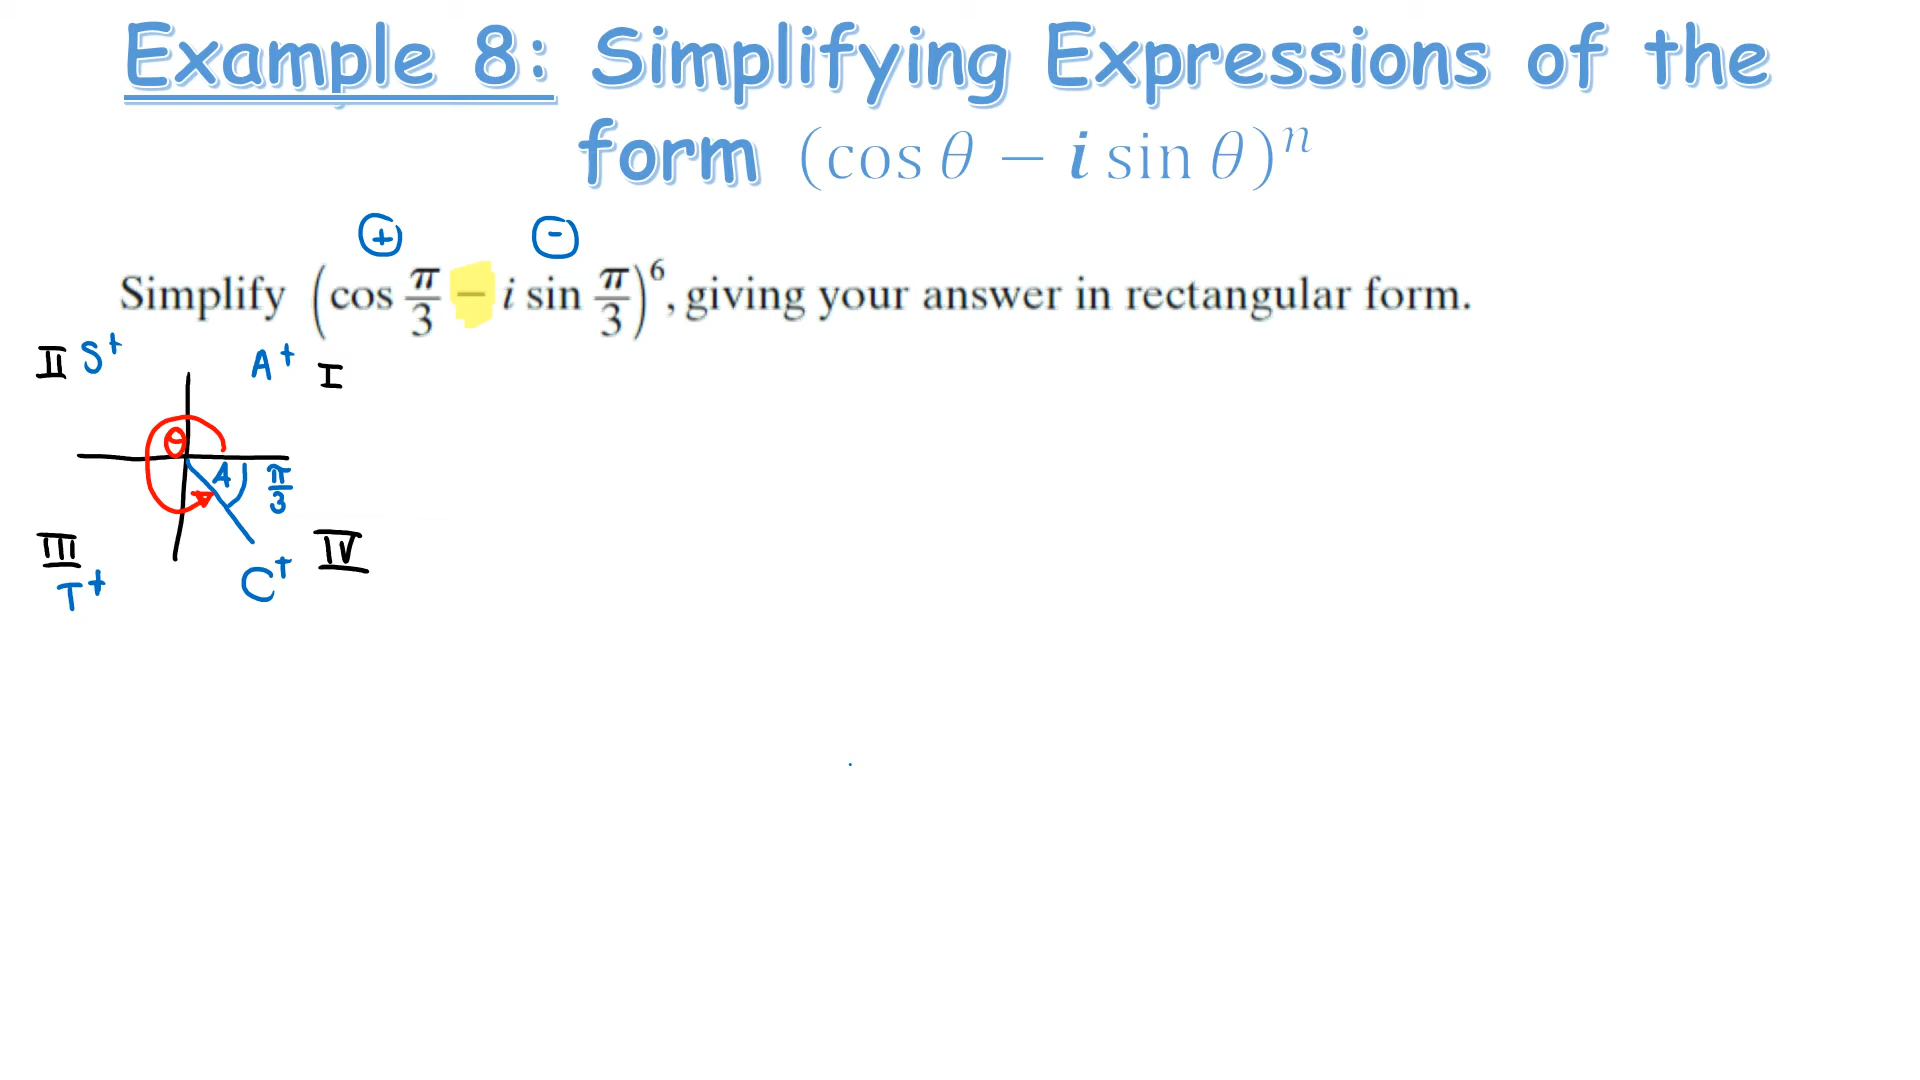 Example 8: Simplifying Expressions of the
form (cos θ − i sin θ)ⁿ
+ -
Simplify (cos π/3 − i sin π/3)⁶, giving your answer in rectangular form.
II S⁺ A⁺ I
θ
A π/3
III IV
T⁺ C⁺